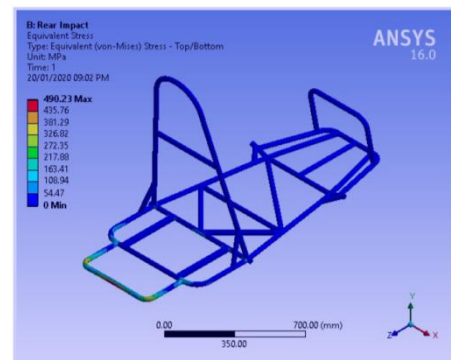 B: Rear Impact
Equivalent Stress
Type: Equivalent (von-Mises) Stress - Top/Bottom
Unit: MPa
Time: 1
20/01/2020 09:02 PM
ANSYS
16.0
490.23 Max
435.76
381.29
326.82
272.35
217.88
163.41
108.94
54.47
0 Min
0.00
700.00 (mm)
350.00
Y
Z
X